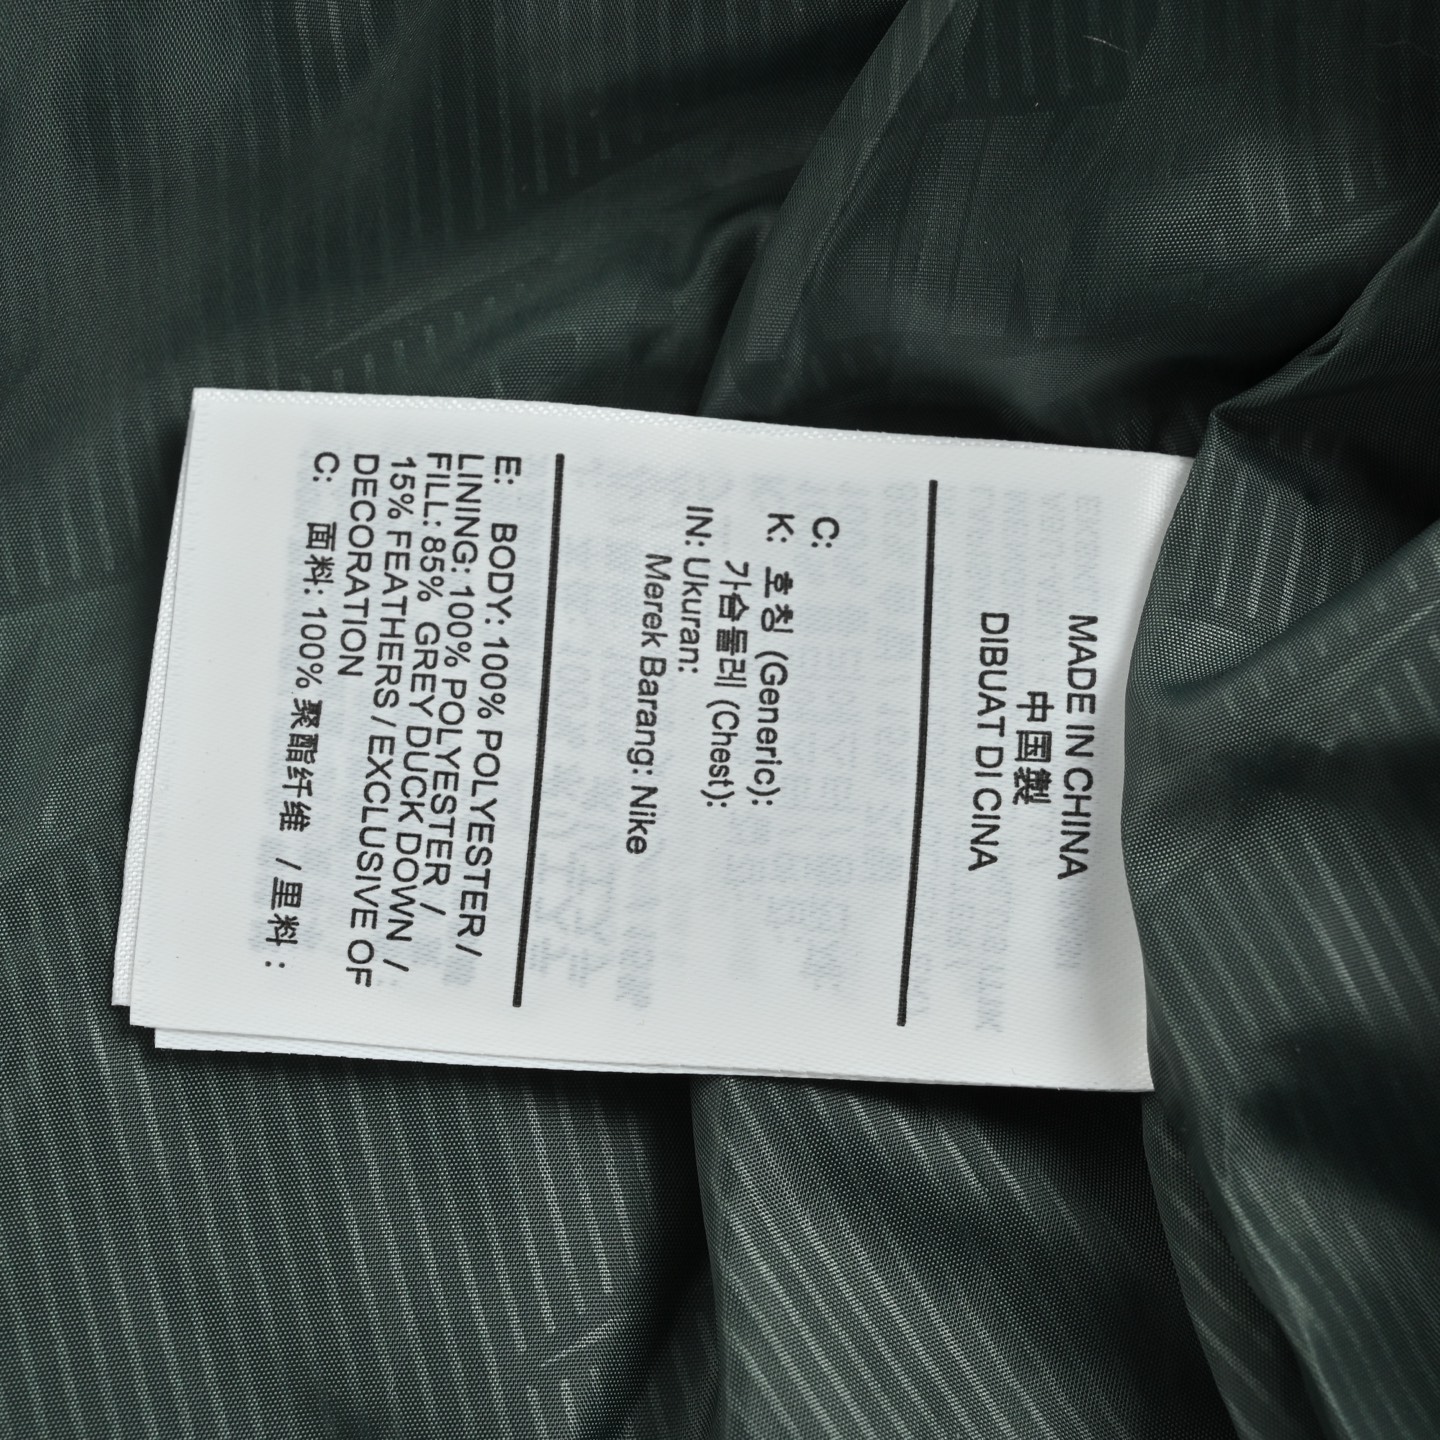 MADE IN CHINA
中国製
DIBUAT DI CINA
C:
K: 호칭 (Generic):
가슴둘레 (Chest):
IN: Ukuran:
Merek Barang: Nike
E: BODY: 100% POLYESTER /
LINING: 100% POLYESTER /
FILL: 85% GREY DUCK DOWN /
15% FEATHERS / EXCLUSIVE OF
DECORATION
C: 面料: 100% 聚酯纤维 / 里料: